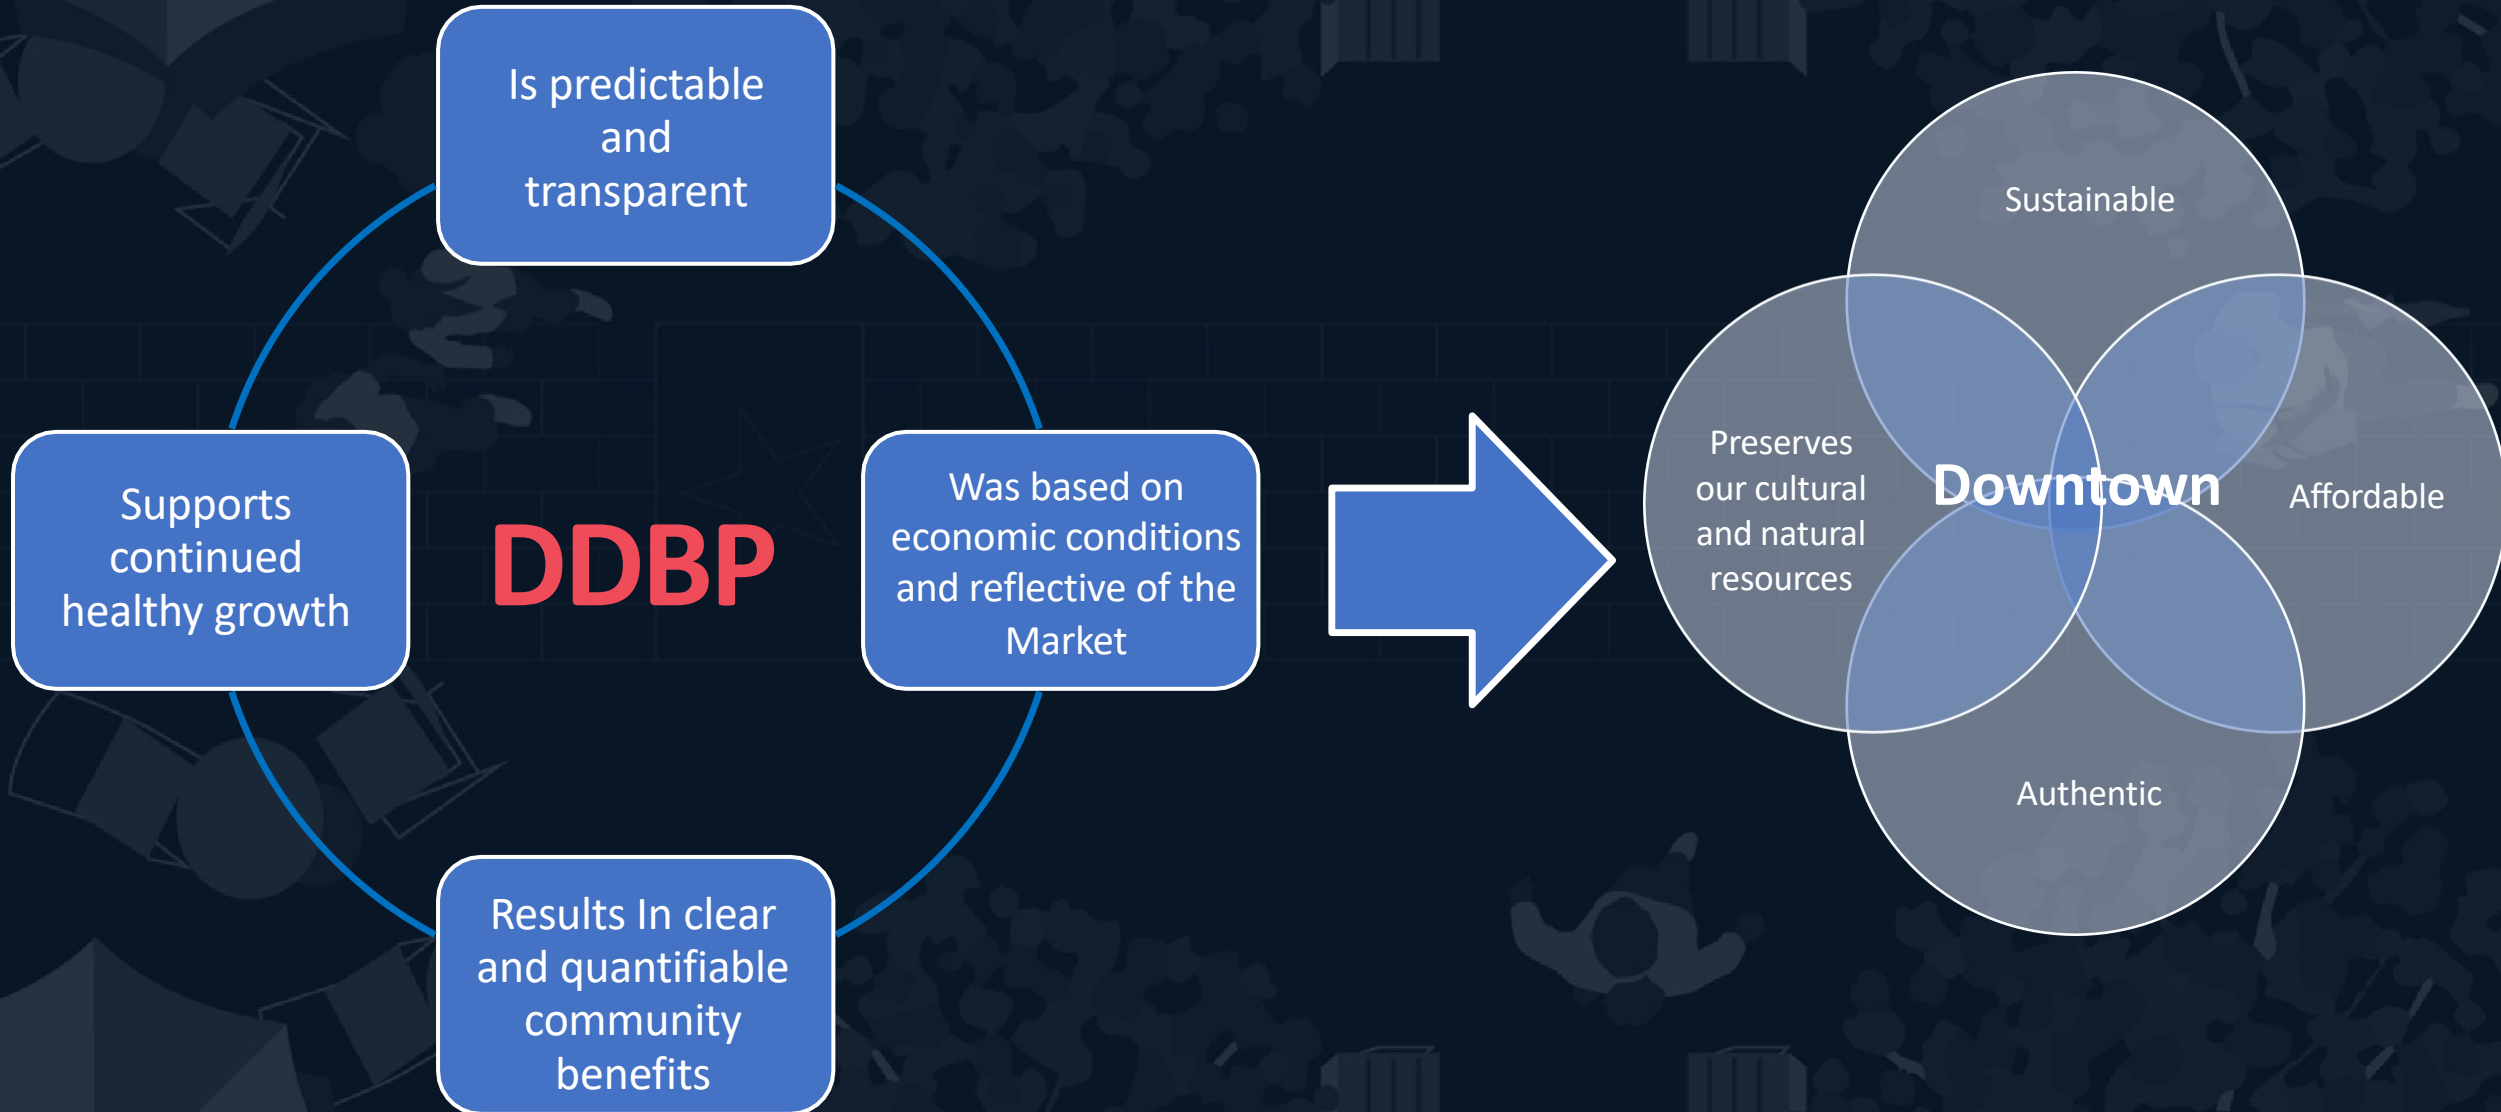 Is predictable
and
transparent
Supports
continued
healthy growth
DDBP
Was based on
economic conditions
and reflective of the
Market
Results In clear
and quantifiable
community
benefits
Sustainable
Preserves
our cultural
and natural
resources
Downtown
Affordable
Authentic